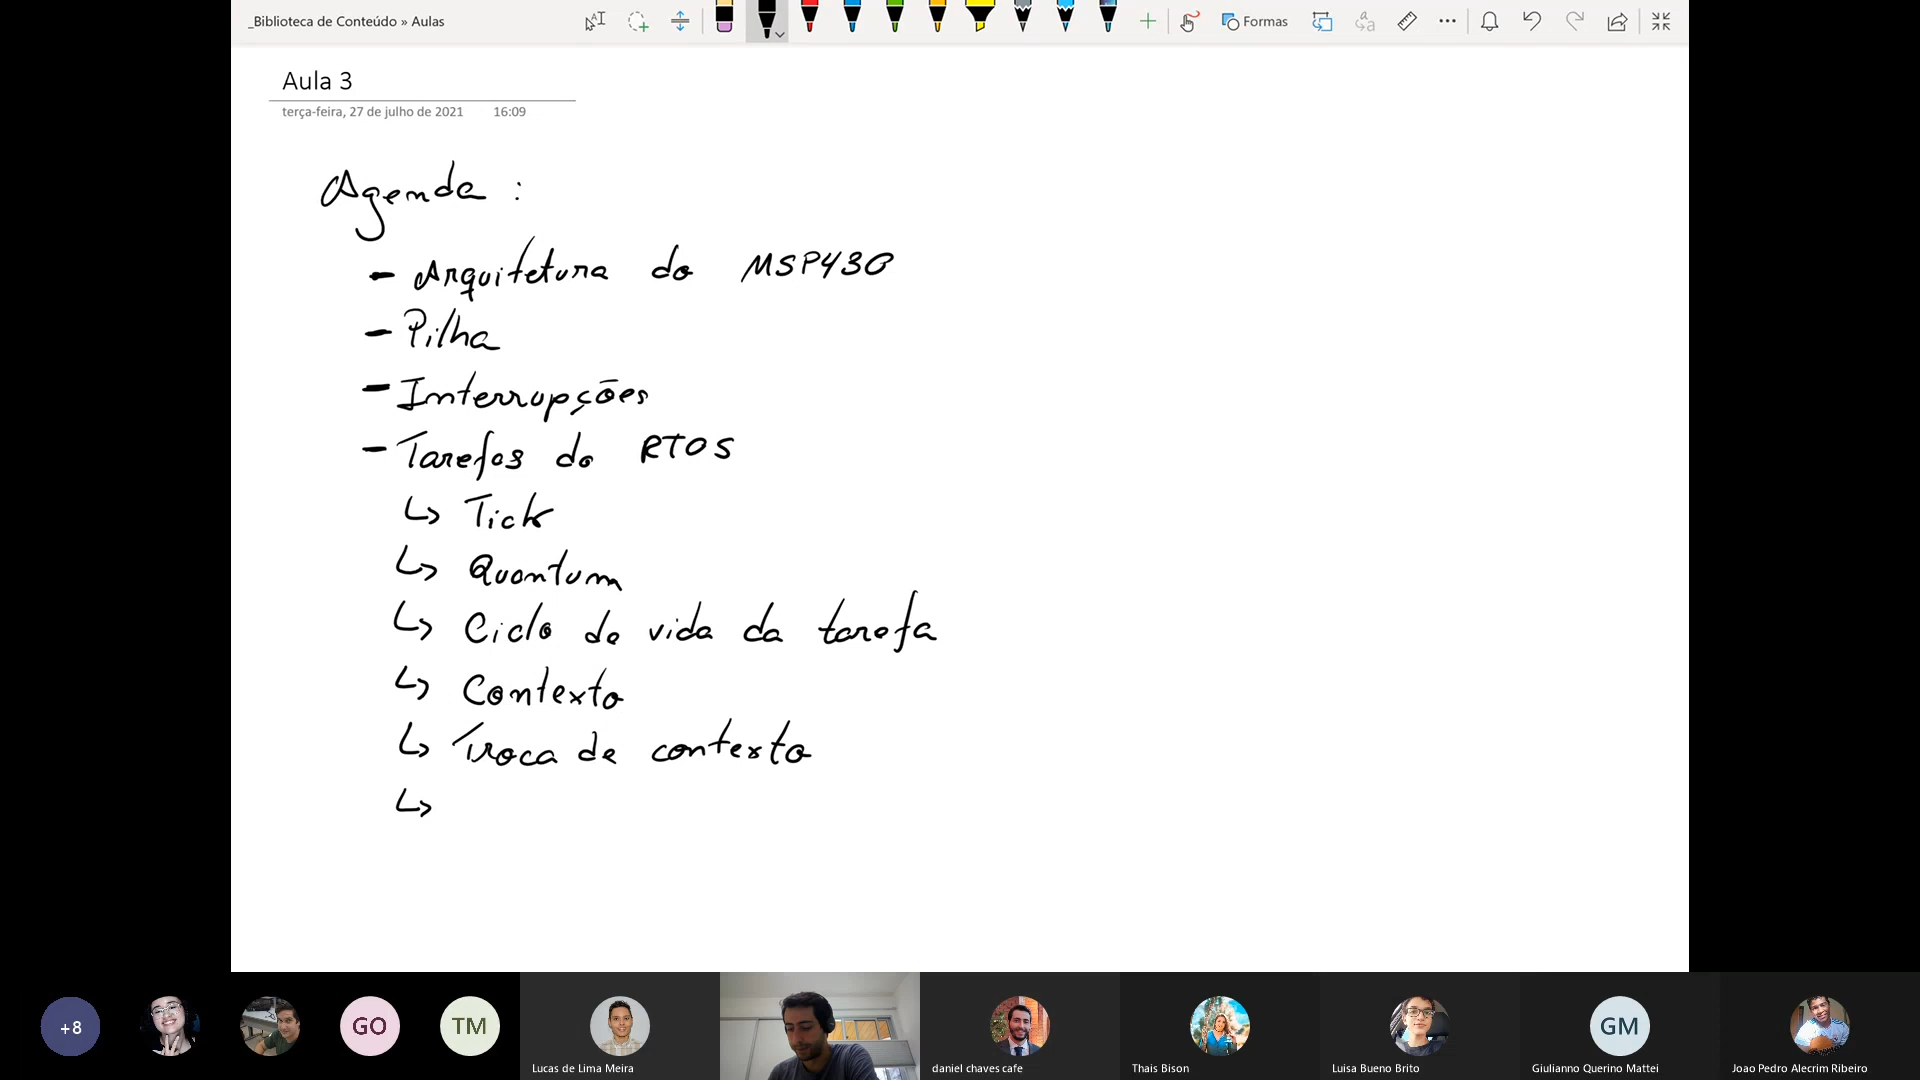 _Biblioteca de Conteúdo » Aulas
Formas
Aula 3
terça-feira, 27 de julho de 2021 16:09
Agenda :
- Arquitetura do MSP430
- Pilha
- Interrupções
- Tarefas do RTOS
↳ Tick
↳ Quantum
↳ Ciclo de vida da tarefa
↳ Contexto
↳ Troca de contexto
↳
+8
GO
TM
Lucas de Lima Meira
daniel chaves cafe
Thais Bison
Luisa Bueno Brito
GM
Giulianno Querino Mattei
Joao Pedro Alecrim Ribeiro